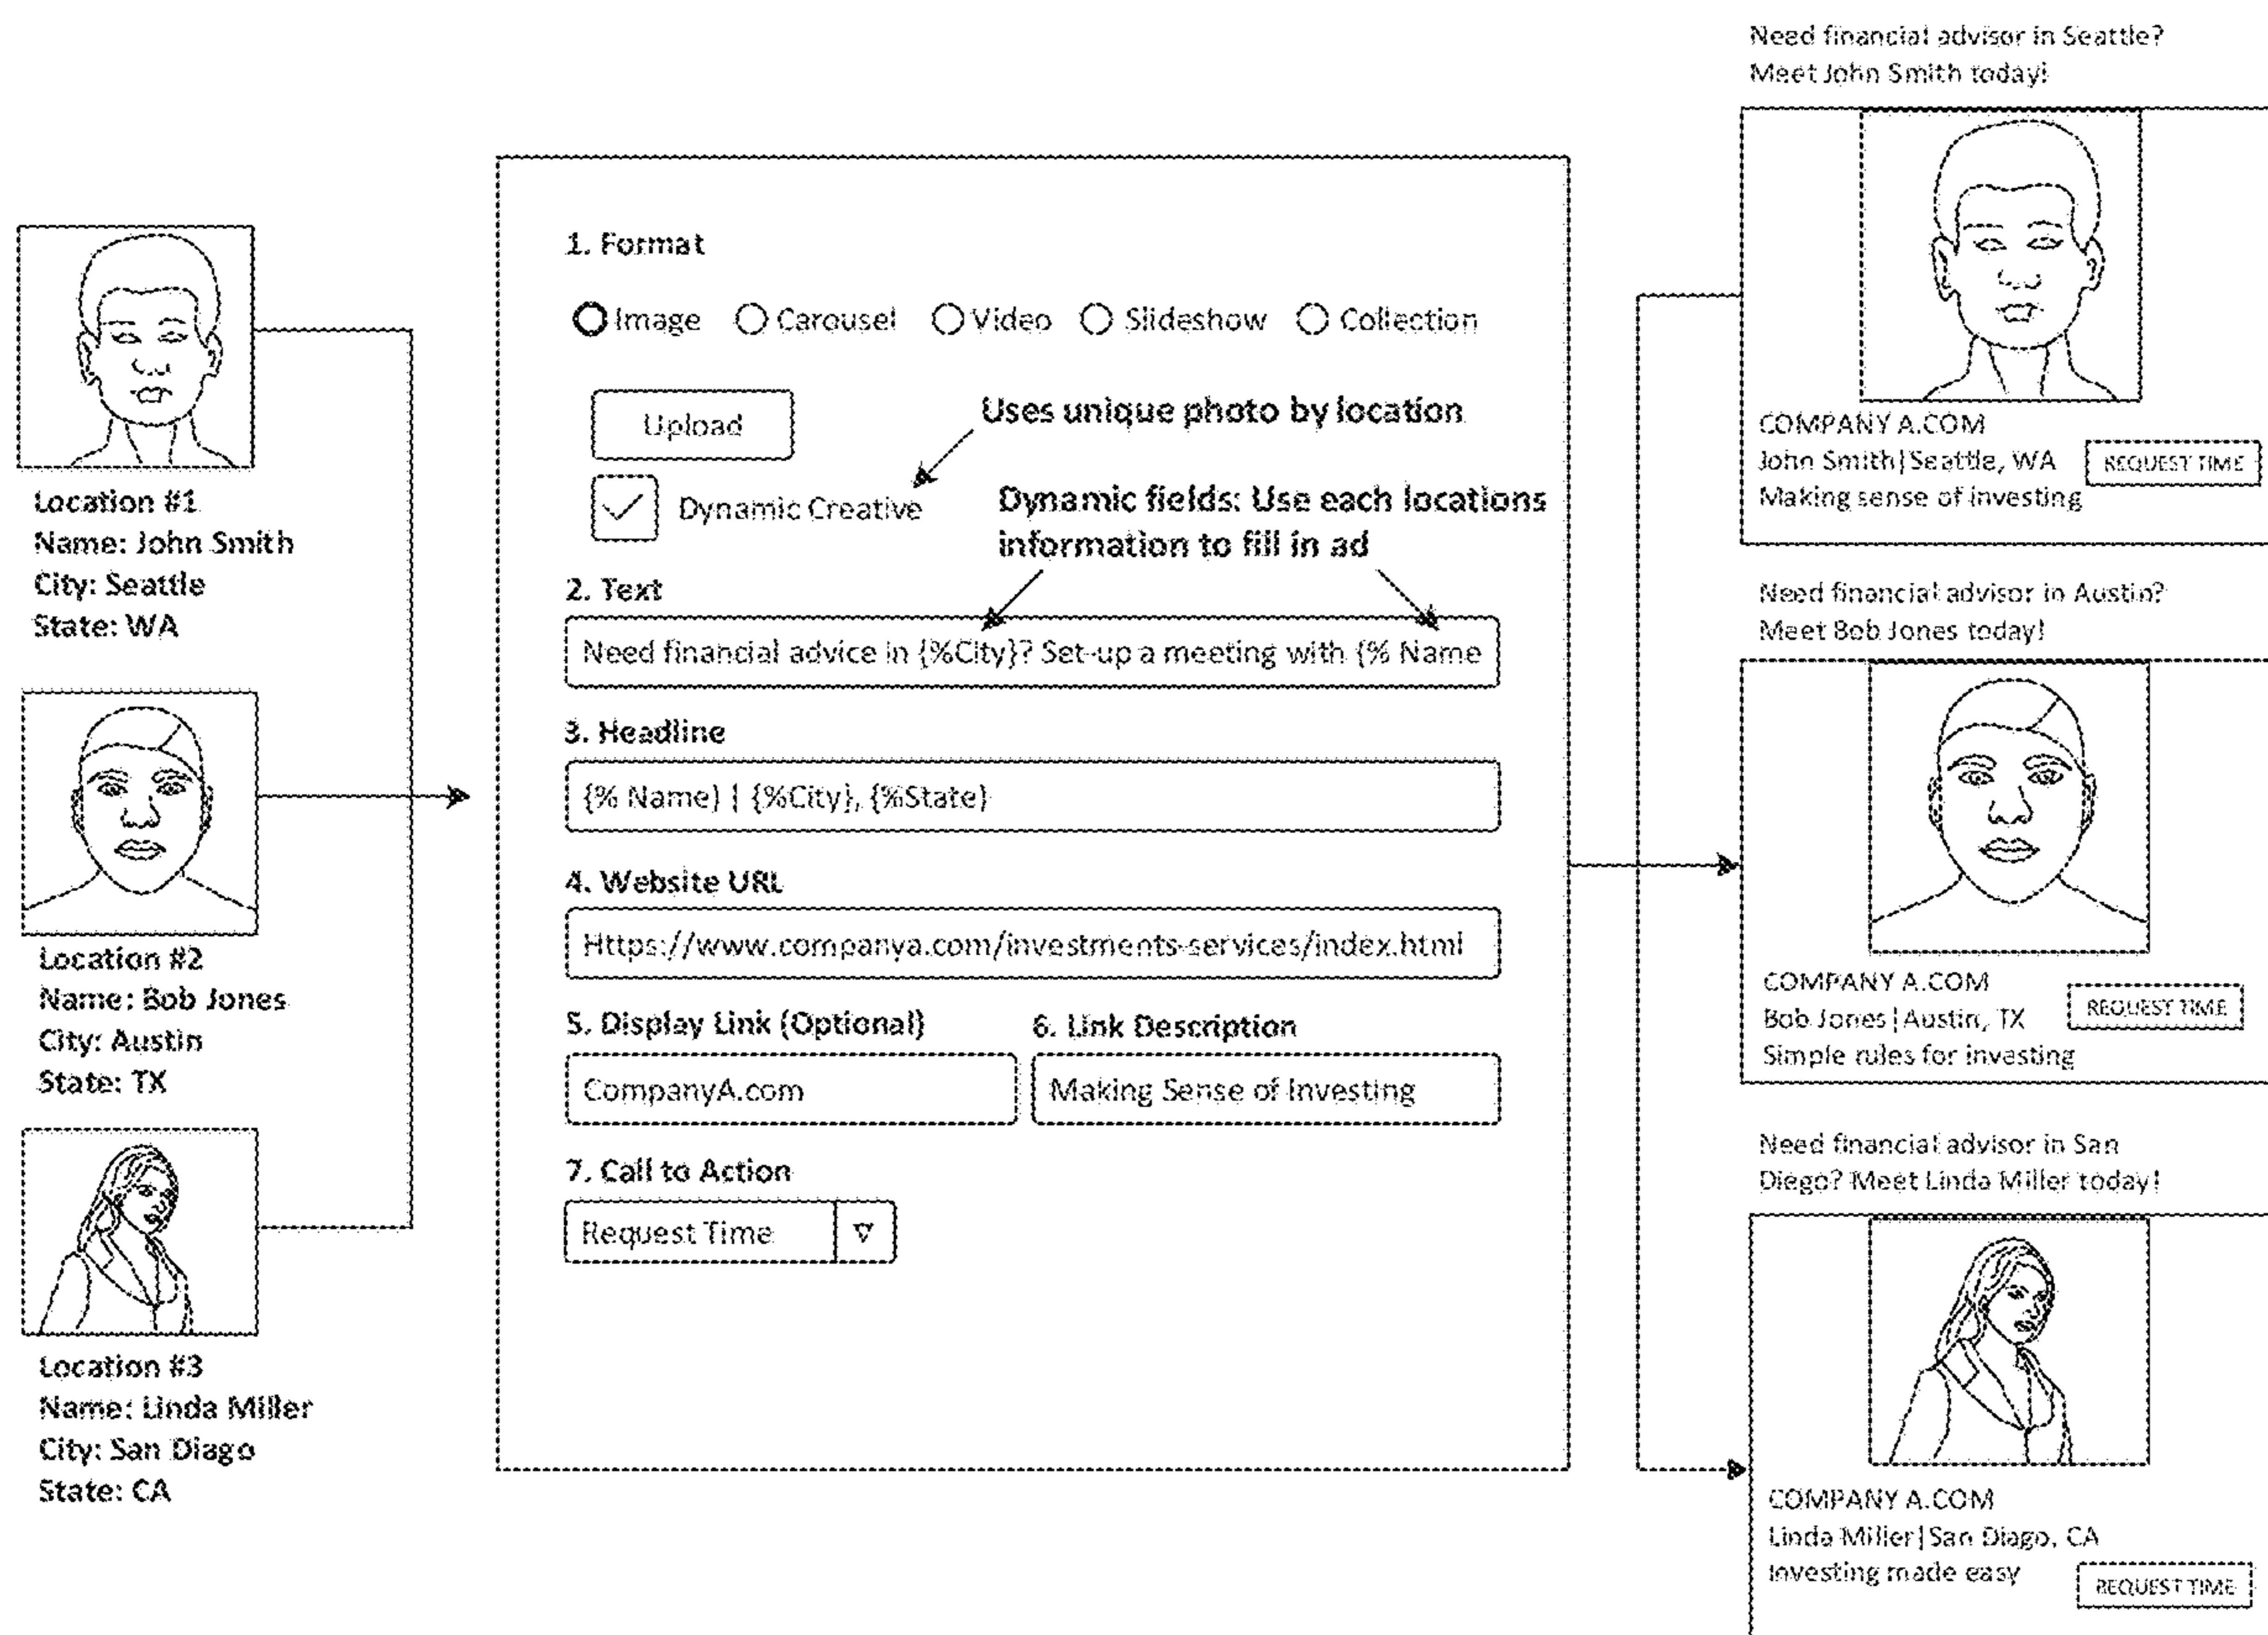 Location #1
Name: John Smith
City: Seattle
State: WA
Location #2
Name: Bob Jones
City: Austin
State: TX
Location #3
Name: Linda Miller
City: San Diago
State: CA
1. Format
Image Carousel Video Slideshow Collection
Upload
Uses unique photo by location
Dynamic Creative
Dynamic fields: Use each locations
information to fill in ad
2. Text
Need financial advice in {%City}? Set-up a meeting with {% Name
3. Headline
{% Name) | {%City}, {%State}
4. Website URL
Https://www.companya.com/investments-services/index.html
5. Display Link (Optional) 6. Link Description
CompanyA.com Making Sense of Investing
7. Call to Action
Request Time
Need financial advisor in Seattle?
Meet John Smith today!
COMPANY A.COM
John Smith|Seattle, WA
REQUEST TIME
Making sense of investing
Need financial advisor in Austin?
Meet Bob Jones today!
COMPANY A.COM
Bob Jones|Austin, TX
REQUEST TIME
Simple rules for investing
Need financial advisor in San
Diego? Meet Linda Miller today!
COMPANY A.COM
Linda Miller|San Diago, CA
Investing made easy
REQUEST TIME